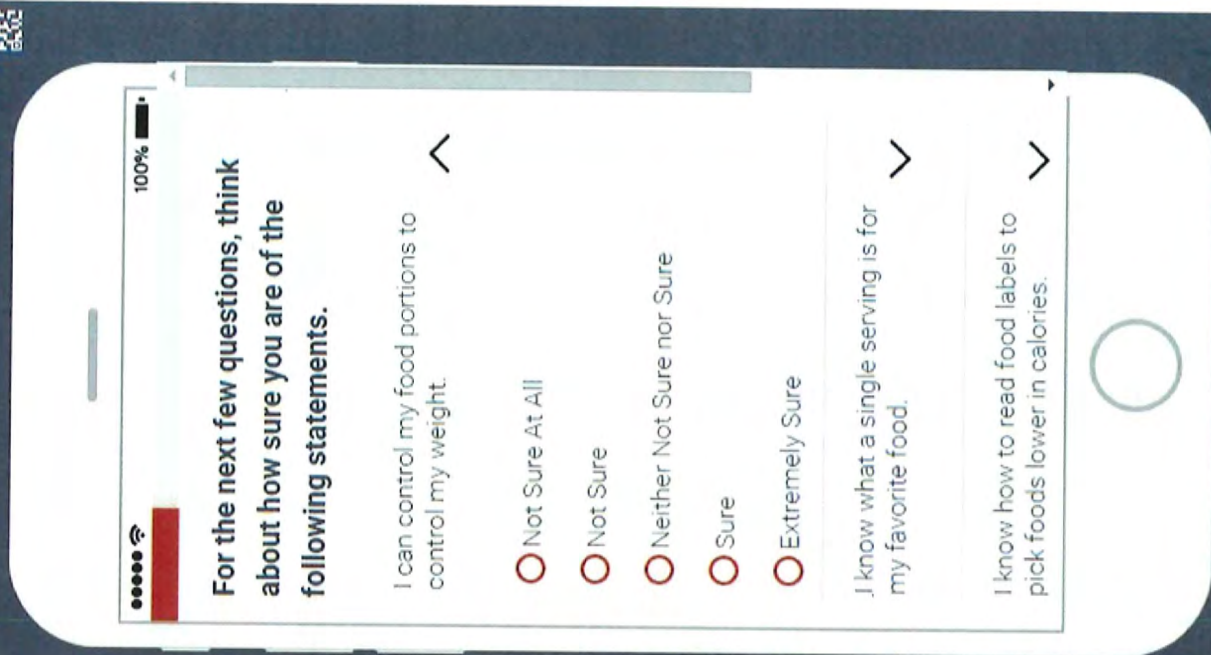 100%
For the next few questions, think
about how sure you are of the
following statements.
I can control my food portions to
control my weight.
Not Sure At All
Not Sure
Neither Not Sure nor Sure
Sure
Extremely Sure
.I know what a single serving is for
my favorite food.
I know how to read food labels to
pick foods lower in calories.